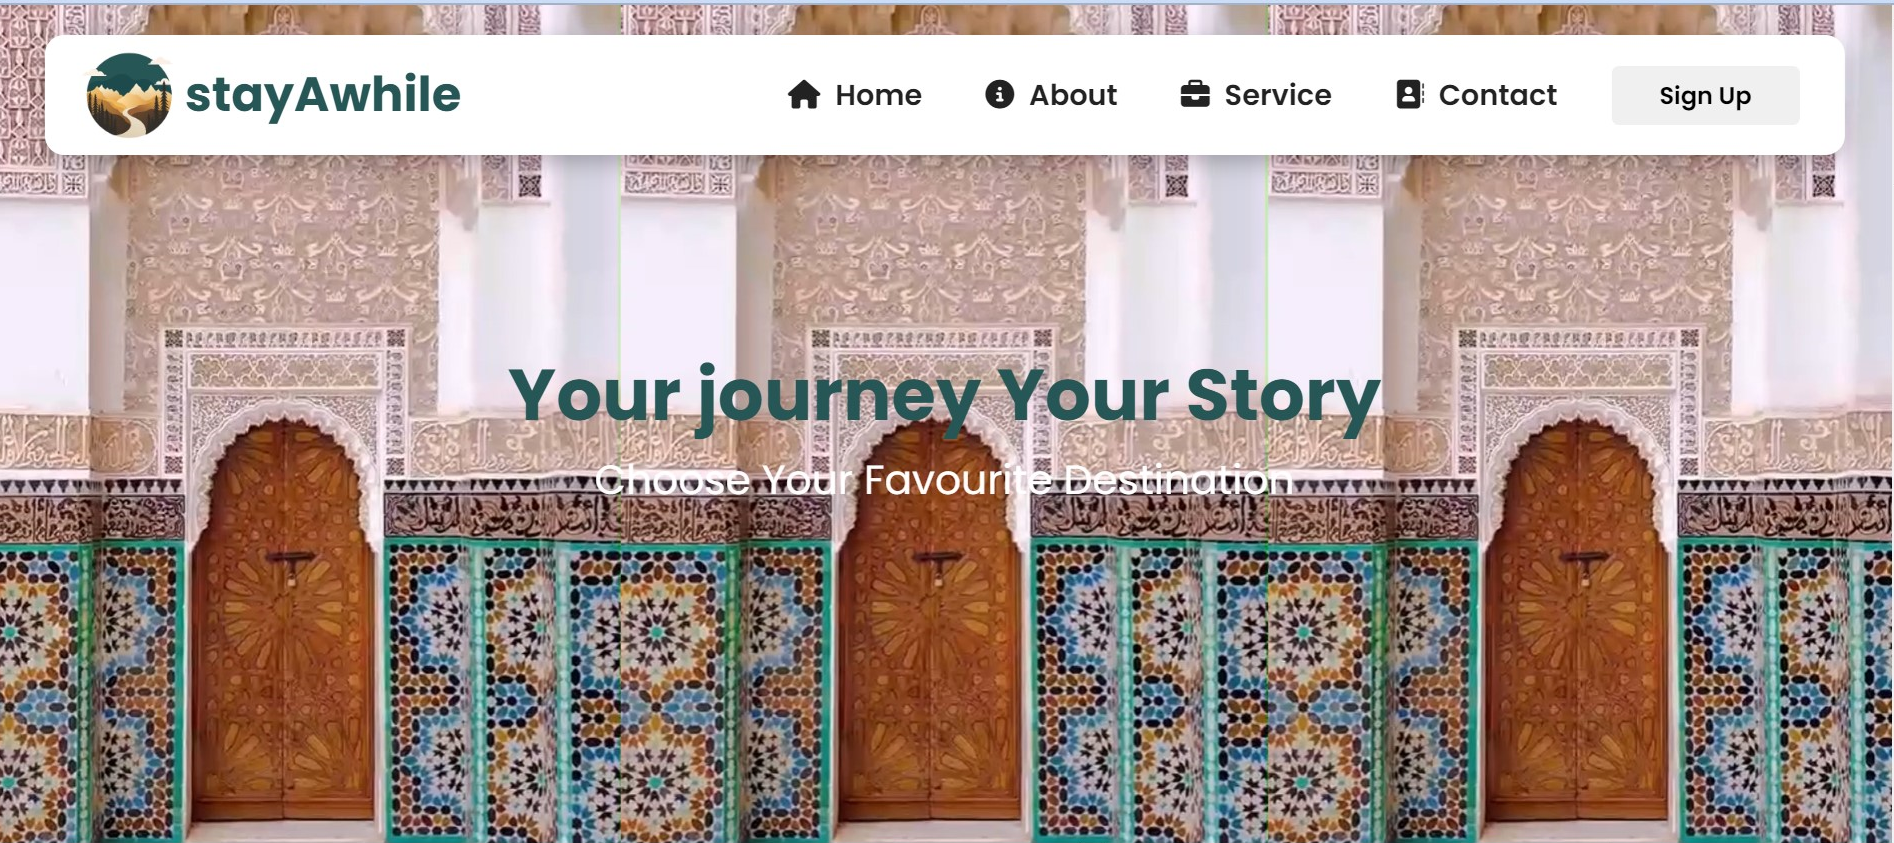 stayAwhile
Home
About
Service
Contact
Sign Up
Your journey Your Story
Choose Your Favourite Destination